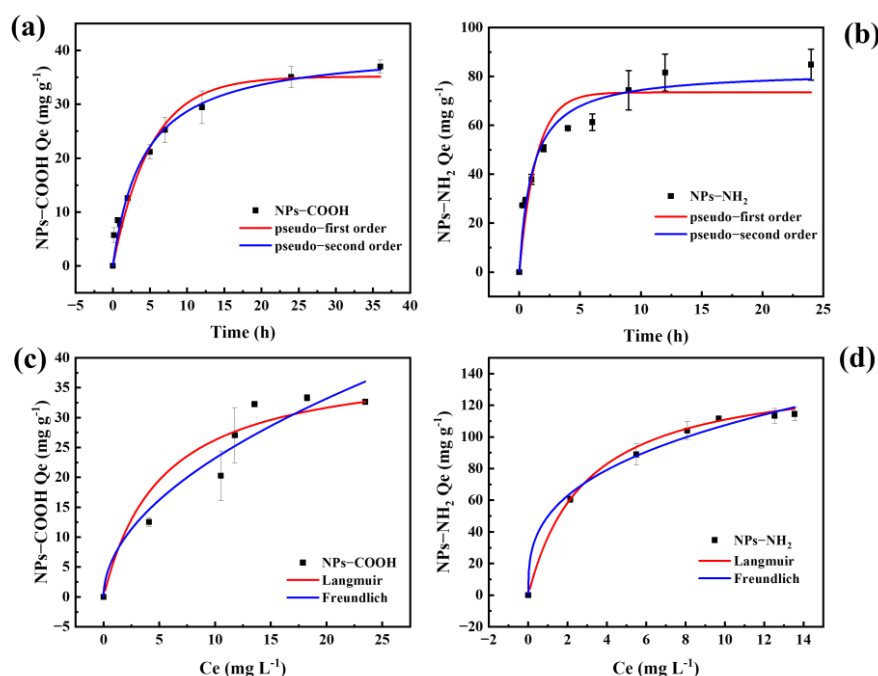 (a)
NPs−COOH Qe (mg g⁻¹)
40
35
30
25
20
15
10
5
0
−5
NPs−COOH
pseudo−first order
pseudo−second order
−5 0 5 10 15 20 25 30 35 40
Time (h)
(b)
NPs−NH₂ Qe (mg g⁻¹)
100
80
60
40
20
0
NPs−NH₂
pseudo−first order
pseudo−second order
0 5 10 15 20 25
Time (h)
(c)
NPs−COOH Qe (mg g⁻¹)
40
35
30
25
20
15
10
5
0
−5
NPs−COOH
Langmuir
Freundlich
0 5 10 15 20 25
Ce (mg L⁻¹)
(d)
NPs−NH₂ Qe (mg g⁻¹)
140
120
100
80
60
40
20
0
−20
NPs−NH₂
Langmuir
Freundlich
−2 0 2 4 6 8 10 12 14
Ce (mg L⁻¹)